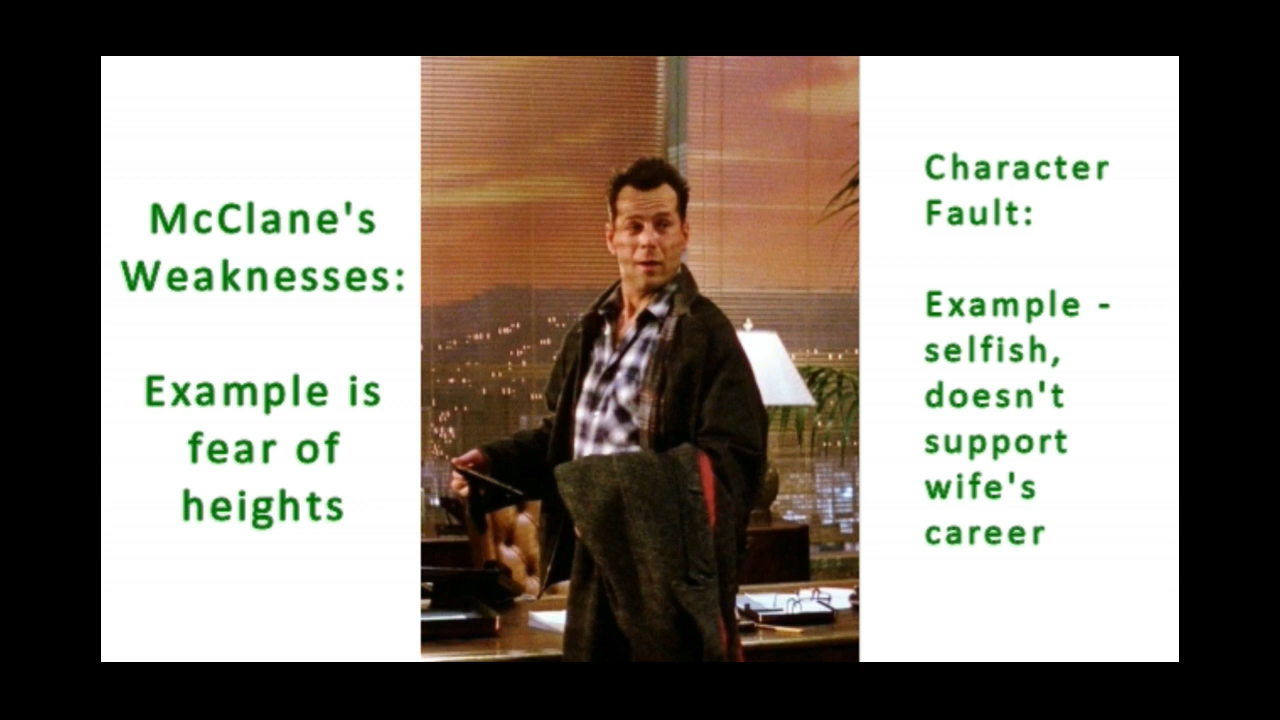 McClane's
Weaknesses:
Example is
fear of
heights
Character
Fault:
Example -
selfish,
doesn't
support
wife's
career